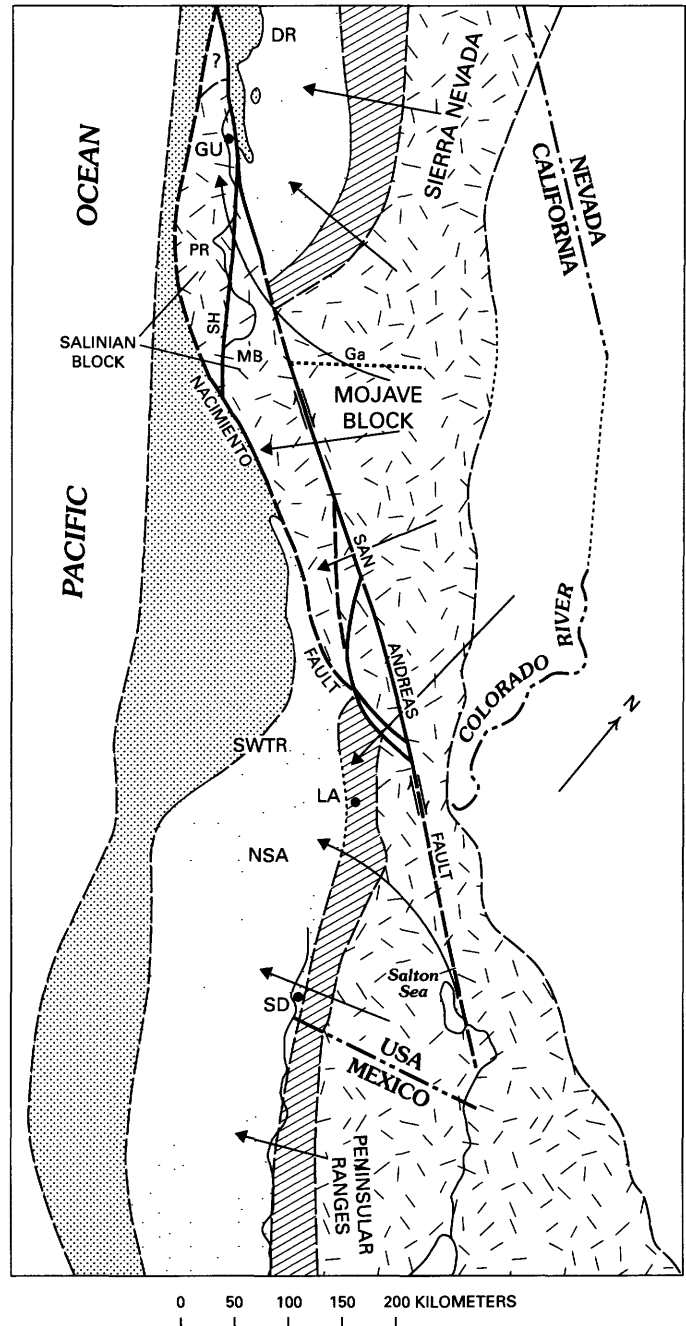 DR
?
GU
SIERRA NEVADA
NEVADA
CALIFORNIA
OCEAN
PR
SH
SALINIAN
BLOCK
MB
Ga
NACIMIENTO
MOJAVE
BLOCK
PACIFIC
SAN
FAULT
ANDREAS
COLORADO
RIVER
N
SWTR
LA
FAULT
NSA
Salton
Sea
SD
USA
MEXICO
PENINSULAR
RANGES
0 50 100 150 200 KILOMETERS